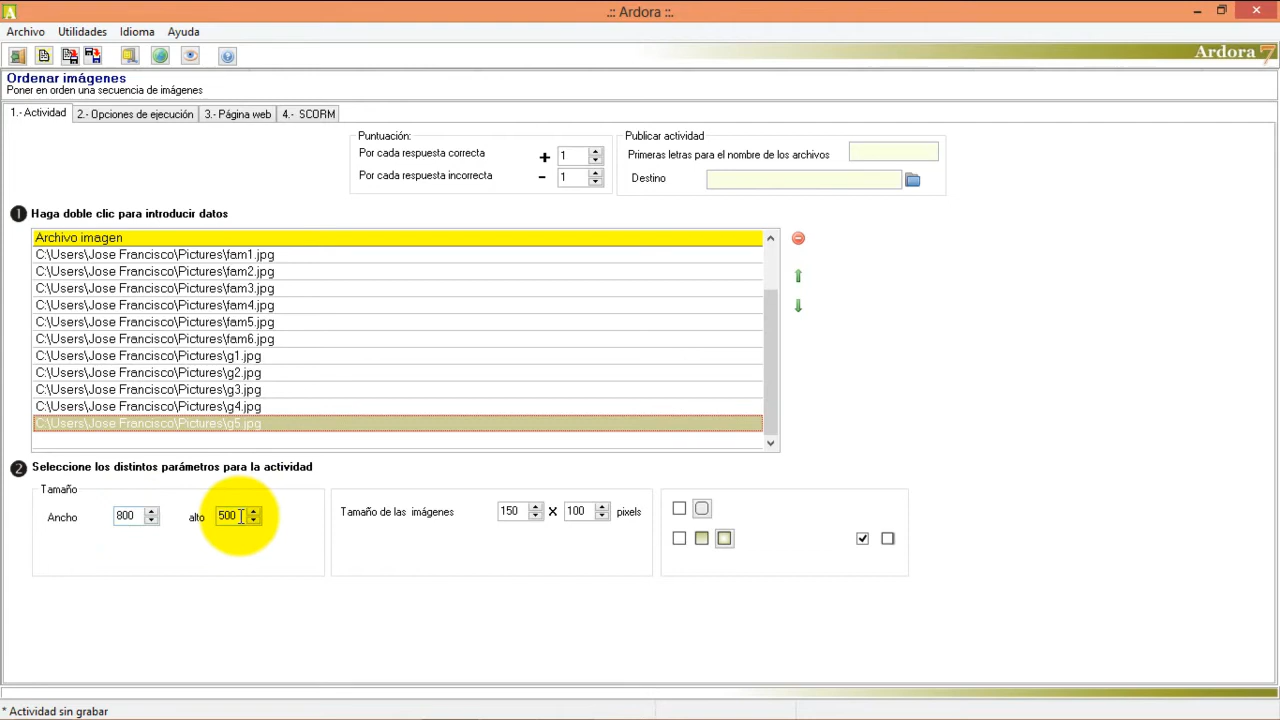 .:: Ardora ::.
Archivo Utilidades Idioma Ayuda
Ardora 7
Ordenar imágenes
Poner en orden una secuencia de imágenes
1.- Actividad 2.- Opciones de ejecución 3.- Página web 4.- SCORM
Puntuación:
Por cada respuesta correcta + 1
Por cada respuesta incorrecta - 1
Publicar actividad
Primeras letras para el nombre de los archivos
Destino
1 Haga doble clic para introducir datos
Archivo imagen
C:\Users\Jose Francisco\Pictures\fam1.jpg
C:\Users\Jose Francisco\Pictures\fam2.jpg
C:\Users\Jose Francisco\Pictures\fam3.jpg
C:\Users\Jose Francisco\Pictures\fam4.jpg
C:\Users\Jose Francisco\Pictures\fam5.jpg
C:\Users\Jose Francisco\Pictures\fam6.jpg
C:\Users\Jose Francisco\Pictures\g1.jpg
C:\Users\Jose Francisco\Pictures\g2.jpg
C:\Users\Jose Francisco\Pictures\g3.jpg
C:\Users\Jose Francisco\Pictures\g4.jpg
C:\Users\Jose Francisco\Pictures\g5.jpg
2 Seleccione los distintos parámetros para la actividad
Tamaño
Ancho 800 alto 500
Tamaño de las imágenes 150 X 100 pixels
* Actividad sin grabar